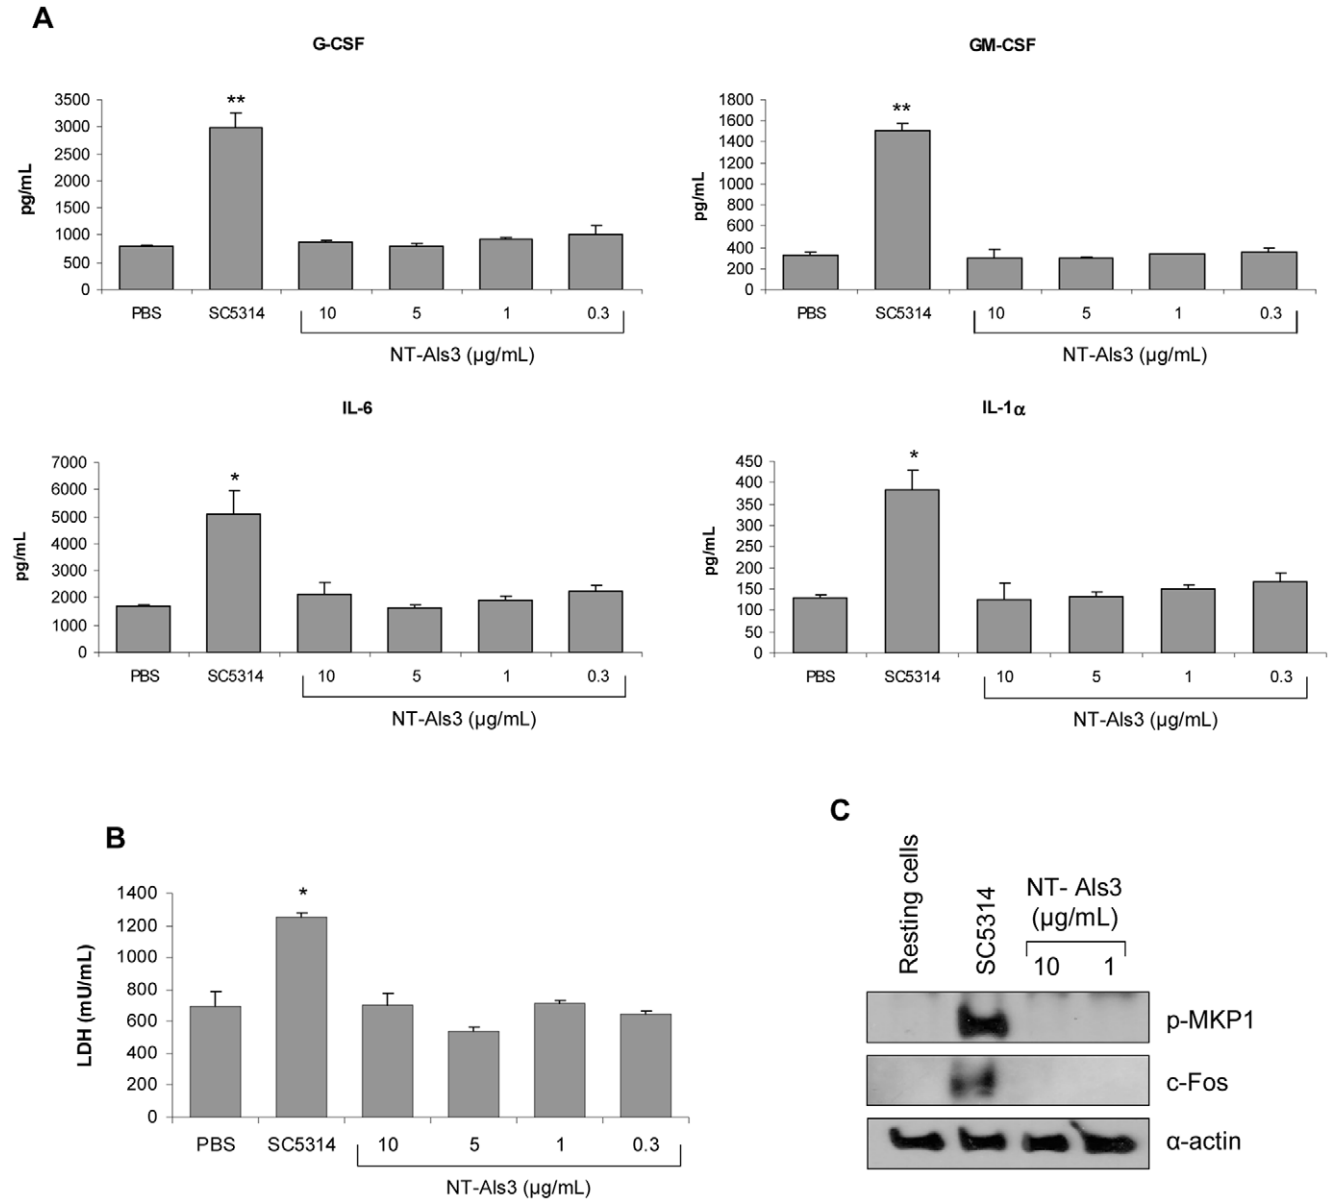 A
G-CSF
3500
3000
2500
2000
1500
1000
500
0
pg/mL
**
PBS SC5314 10 5 1 0.3
NT-Als3 (µg/mL)
GM-CSF
1800
1600
1400
1200
1000
800
600
400
200
0
pg/mL
**
PBS SC5314 10 5 1 0.3
NT-Als3 (µg/mL)
IL-6
7000
6000
5000
4000
3000
2000
1000
0
pg/mL
*
PBS SC5314 10 5 1 0.3
NT-Als3 (µg/mL)
IL-1α
450
400
350
300
250
200
150
100
50
0
pg/mL
*
PBS SC5314 10 5 1 0.3
NT-Als3 (µg/mL)
B
1400
1200
1000
800
600
400
200
0
LDH (mU/mL)
*
PBS SC5314 10 5 1 0.3
NT-Als3 (µg/mL)
C
Resting cells
SC5314
NT- Als3
(µg/mL)
10 1
p-MKP1
c-Fos
α-actin